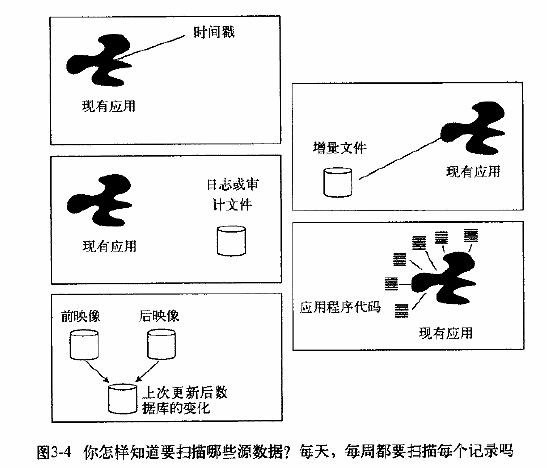 时间戳
现有应用
日志或审
计文件
现有应用
前映像
后映像
上次更新后数
据库的变化
增量文件
现有应用
应用程序代码
现有应用
图3-4 你怎样知道要扫描哪些源数据？每天，每周都要扫描每个记录吗